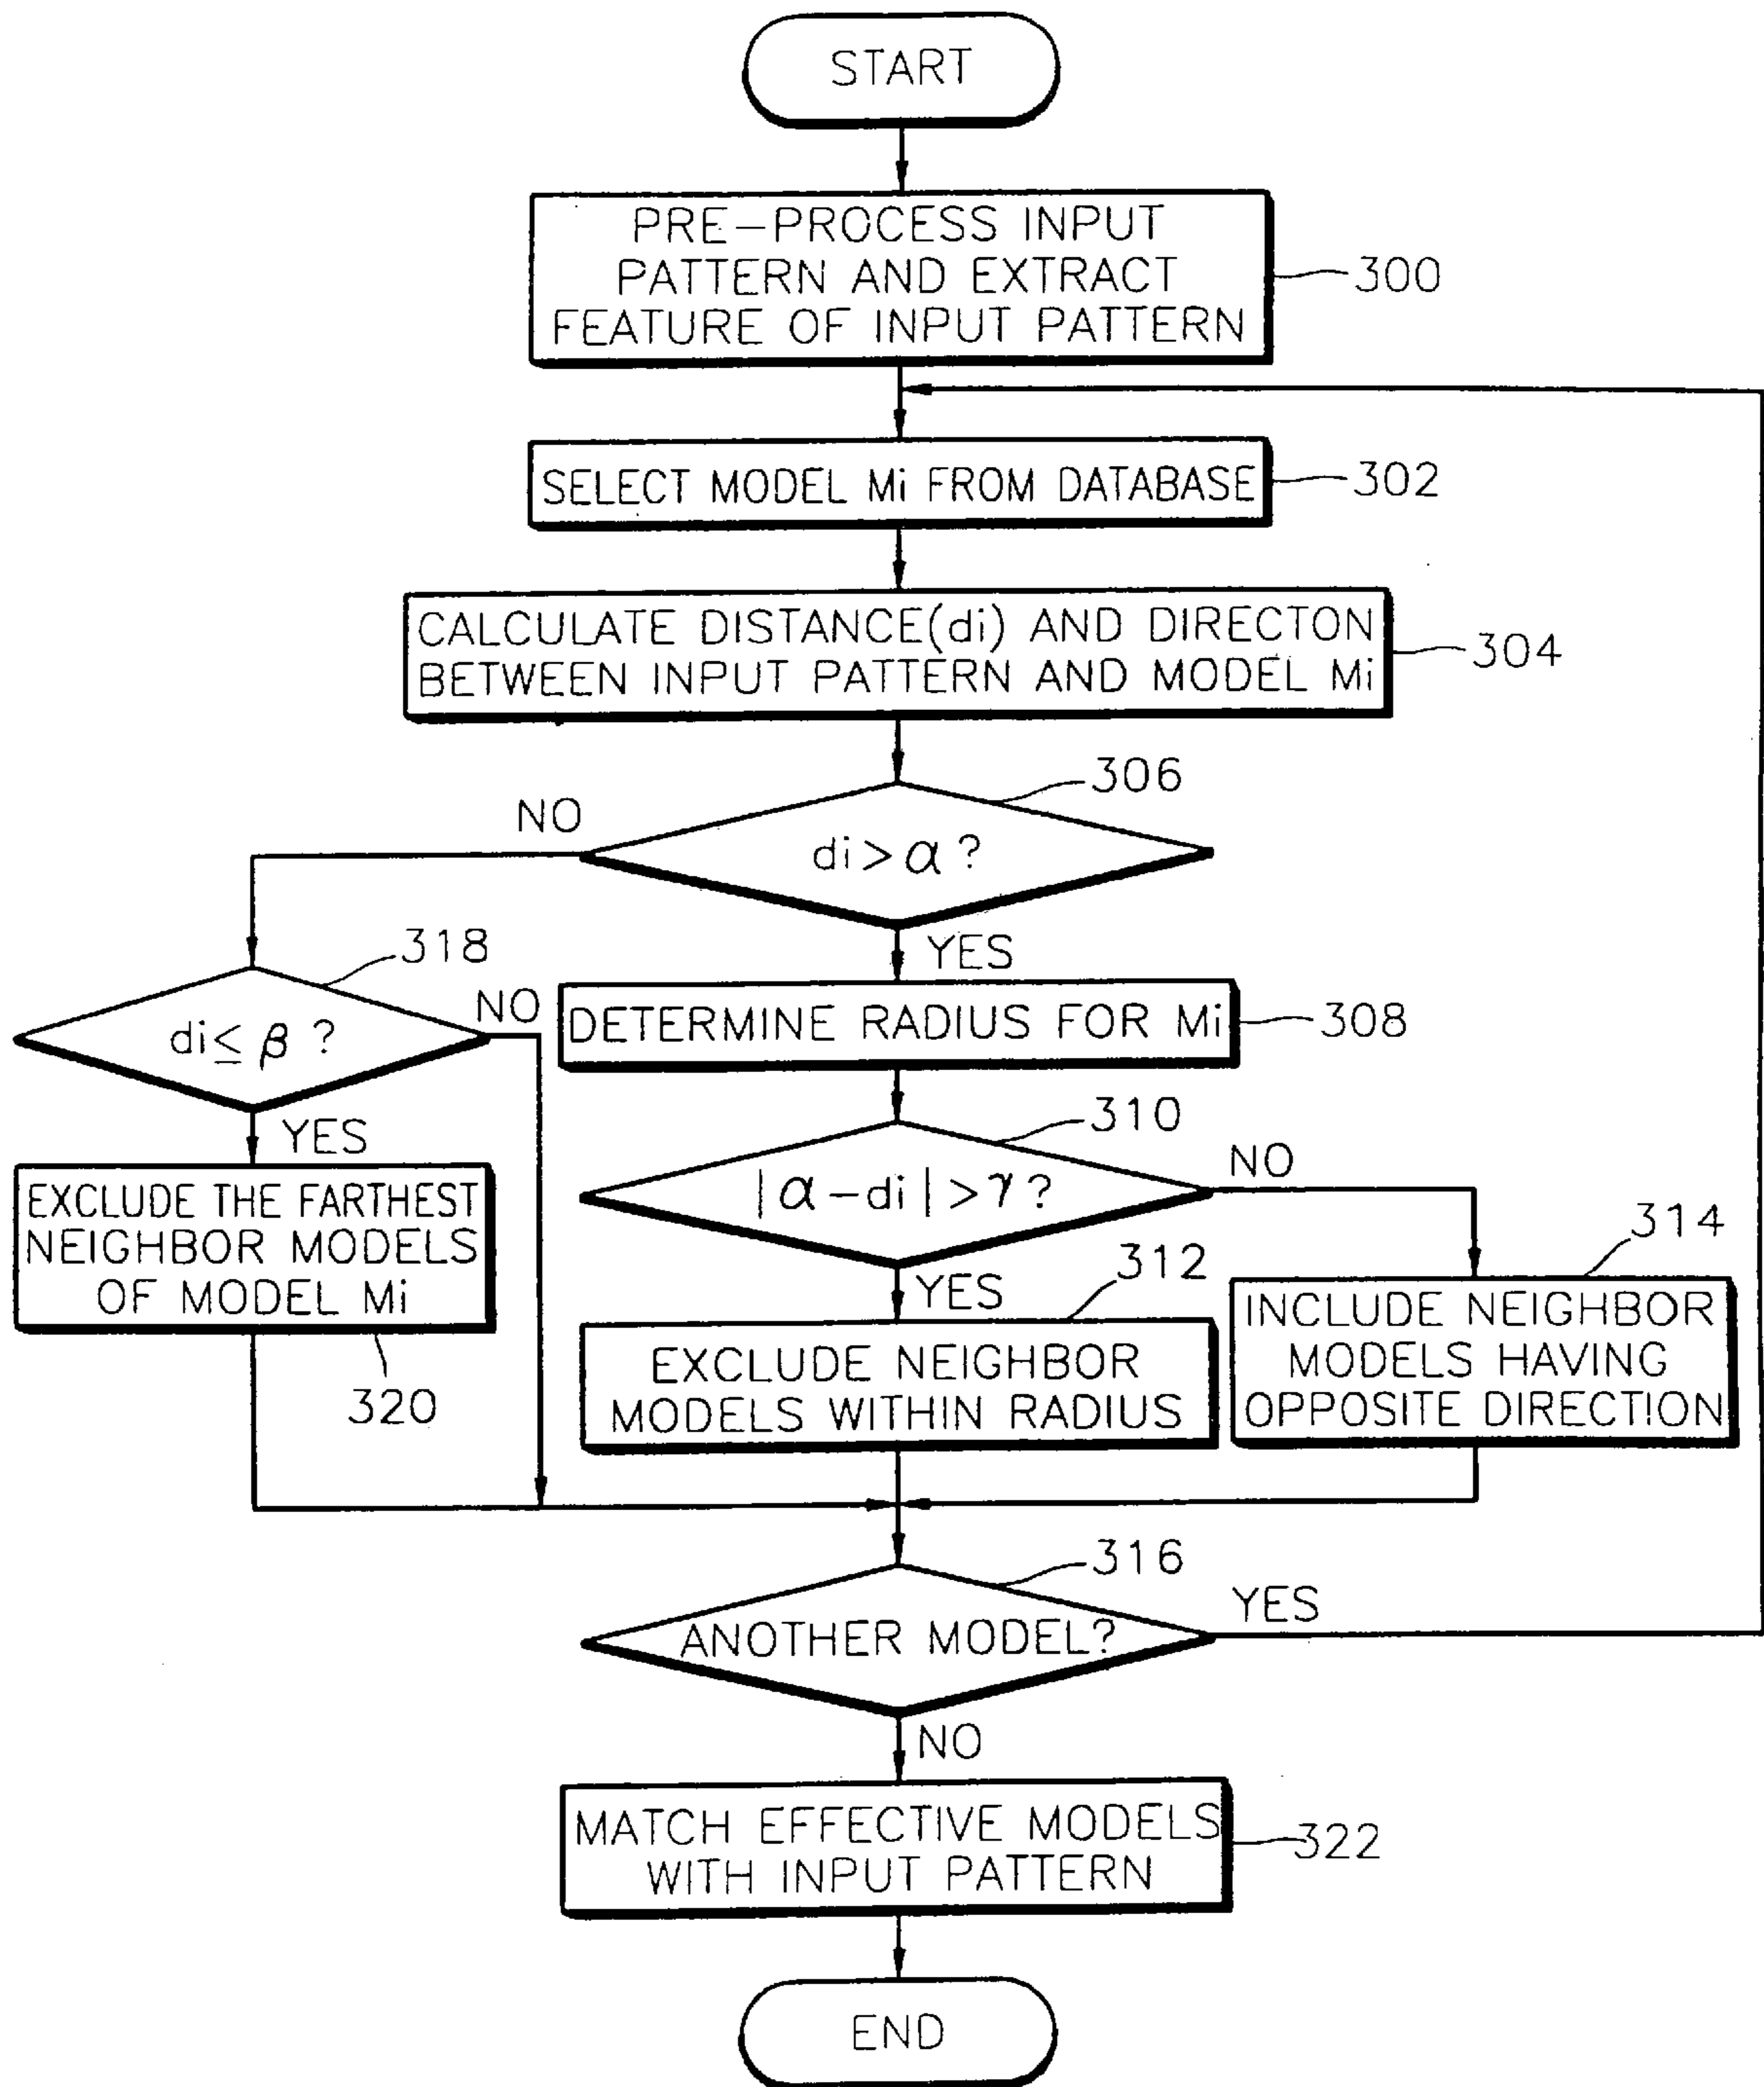 START
PRE-PROCESS INPUT
PATTERN AND EXTRACT
FEATURE OF INPUT PATTERN
300
SELECT MODEL Mi FROM DATABASE
302
CALCULATE DISTANCE(di) AND DIRECTON
BETWEEN INPUT PATTERN AND MODEL Mi
304
306
NO
di > α ?
YES
318
NO
di ≦ β ?
YES
DETERMINE RADIUS FOR Mi
308
310
NO
| α - di | > γ ?
YES
EXCLUDE THE FARTHEST
NEIGHBOR MODELS
OF MODEL Mi
320
312
EXCLUDE NEIGHBOR
MODELS WITHIN RADIUS
314
INCLUDE NEIGHBOR
MODELS HAVING
OPPOSITE DIRECTION
316
ANOTHER MODEL?
YES
NO
MATCH EFFECTIVE MODELS
WITH INPUT PATTERN
322
END